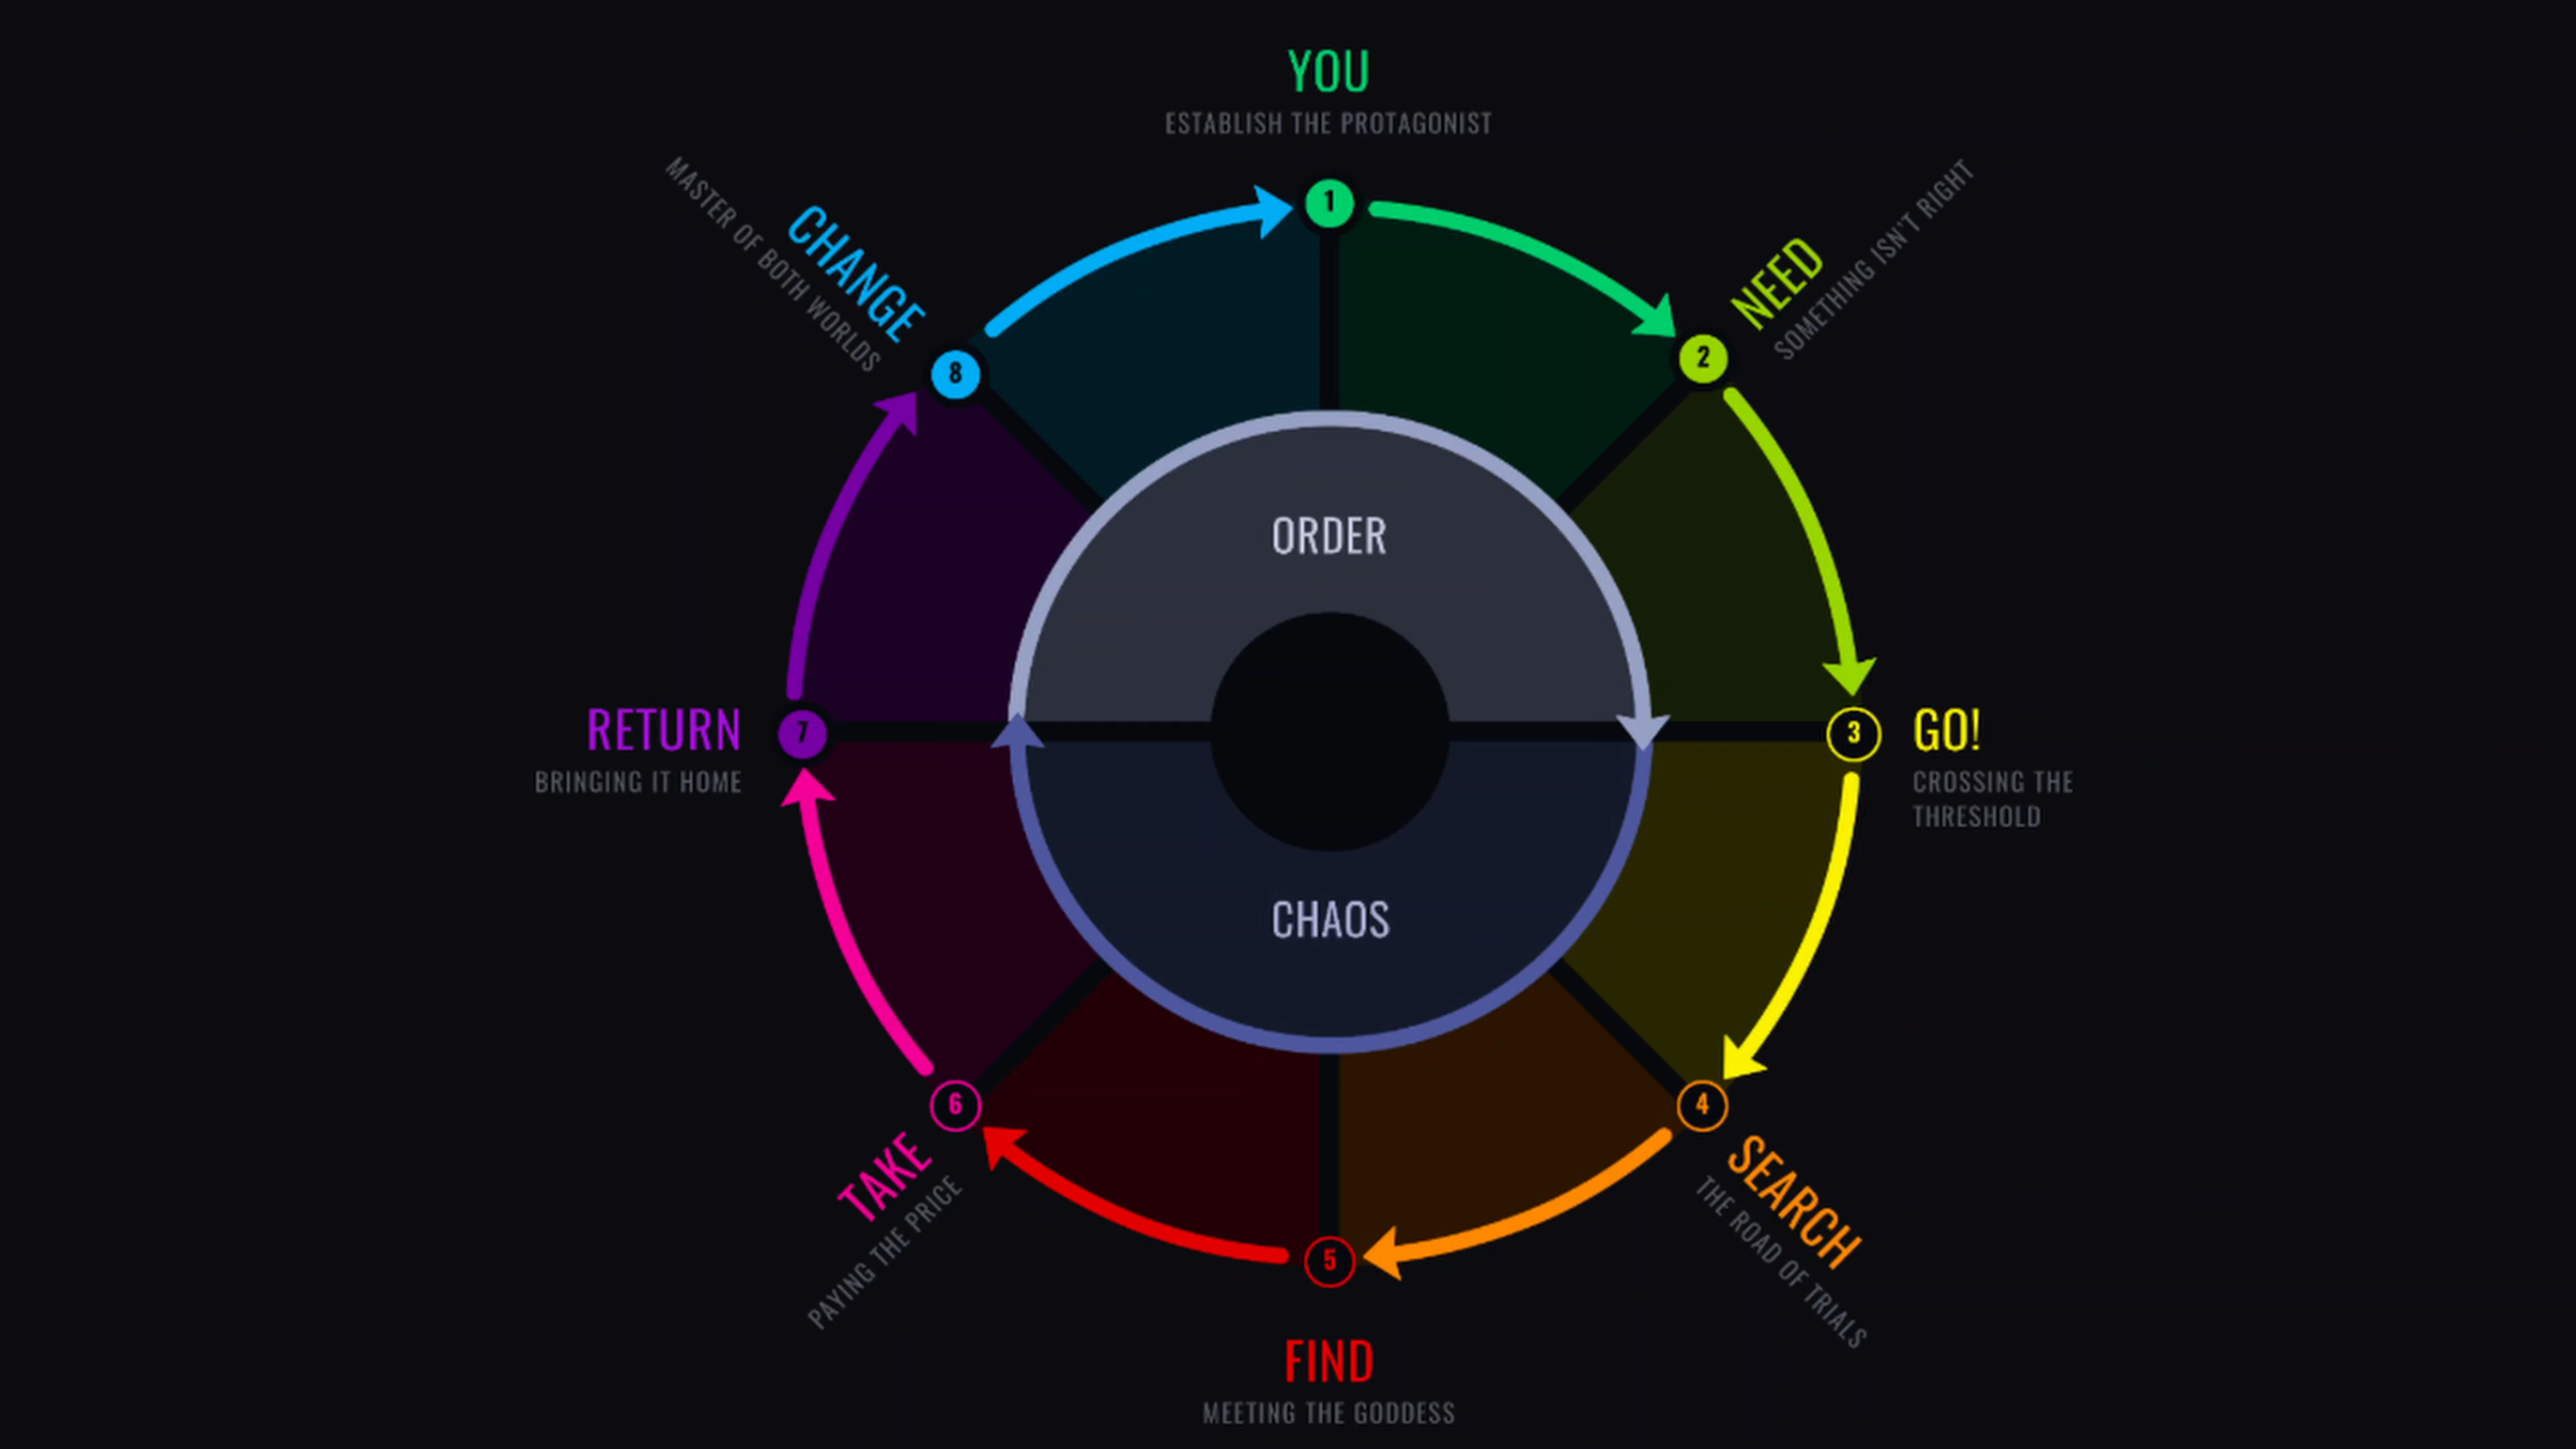 YOU
ESTABLISH THE PROTAGONIST
1
NEED
SOMETHING ISN'T RIGHT
2
GO!
CROSSING THE
THRESHOLD
3
SEARCH
THE ROAD OF TRIALS
4
FIND
MEETING THE GODDESS
5
TAKE
PAYING THE PRICE
6
RETURN
BRINGING IT HOME
7
CHANGE
MASTER OF BOTH WORLDS
8
ORDER
CHAOS